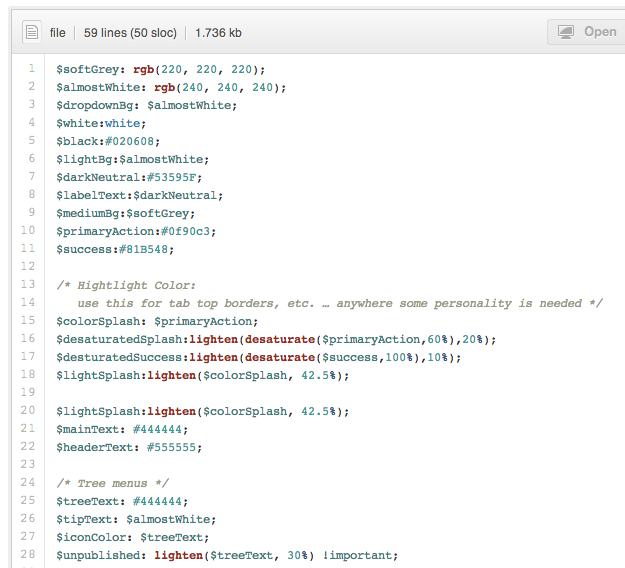 file 59 lines (50 sloc) 1.736 kb Open
1 $softGrey: rgb(220, 220, 220);
2 $almostWhite: rgb(240, 240, 240);
3 $dropdownBg: $almostWhite;
4 $white:white;
5 $black:#020608;
6 $lightBg:$almostWhite;
7 $darkNeutral:#53595F;
8 $labelText:$darkNeutral;
9 $mediumBg:$softGrey;
10 $primaryAction:#0f90c3;
11 $success:#81B548;
12
13 /* Hightlight Color:
14 use this for tab top borders, etc. … anywhere some personality is needed */
15 $colorSplash: $primaryAction;
16 $desaturatedSplash:lighten(desaturate($primaryAction,60%),20%);
17 $desturatedSuccess:lighten(desaturate($success,100%),10%);
18 $lightSplash:lighten($colorSplash, 42.5%);
19
20 $lightSplash:lighten($colorSplash, 42.5%);
21 $mainText: #444444;
22 $headerText: #555555;
23
24 /* Tree menus */
25 $treeText: #444444;
26 $tipText: $almostWhite;
27 $iconColor: $treeText;
28 $unpublished: lighten($treeText, 30%) !important;